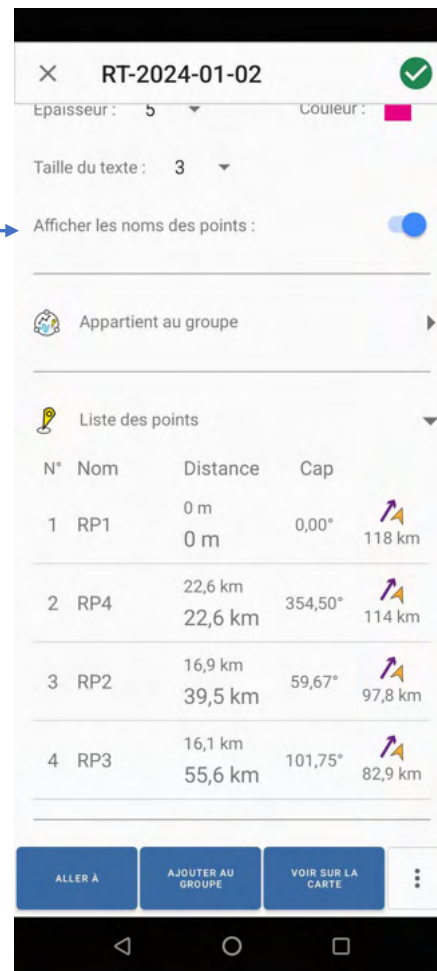 RT-2024-01-02
Epaisseur : 5 Couleur :
Taille du texte : 3
Afficher les noms des points :
Appartient au groupe
Liste des points
N° Nom Distance Cap
1 RP1 0 m 0 m 0,00° 118 km
2 RP4 22,6 km 22,6 km 354,50° 114 km
3 RP2 16,9 km 39,5 km 59,67° 97,8 km
4 RP3 16,1 km 55,6 km 101,75° 82,9 km
ALLER À
AJOUTER AU GROUPE
VOIR SUR LA CARTE